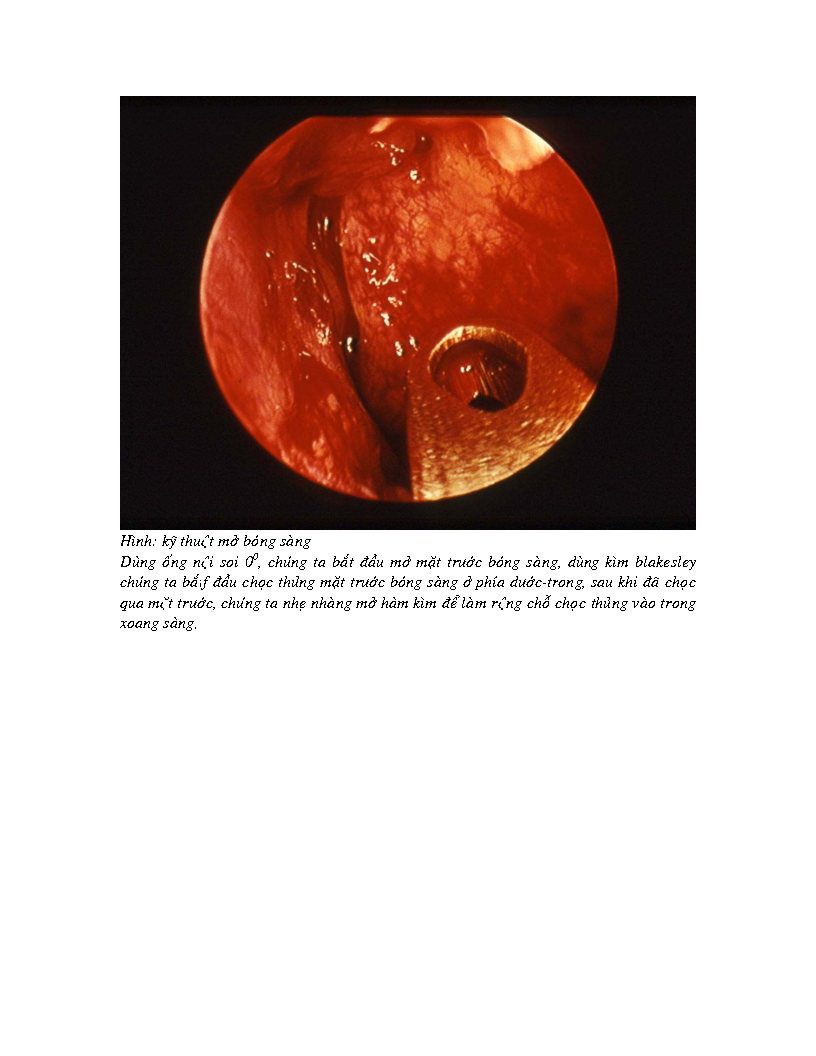 Hình: kỹ thuật mở bóng sàng
Dùng ống nội soi 0⁰, chúng ta bắt đầu mở mặt trước bóng sàng, dùng kìm blakesley
chúng ta bắif đầu chọc thủng mặt trước bóng sàng ở phía dước-trong, sau khi đã chọc
qua mặt trước, chúng ta nhẹ nhàng mở hàm kìm để làm rộng chỗ chọc thủng vào trong
xoang sàng.